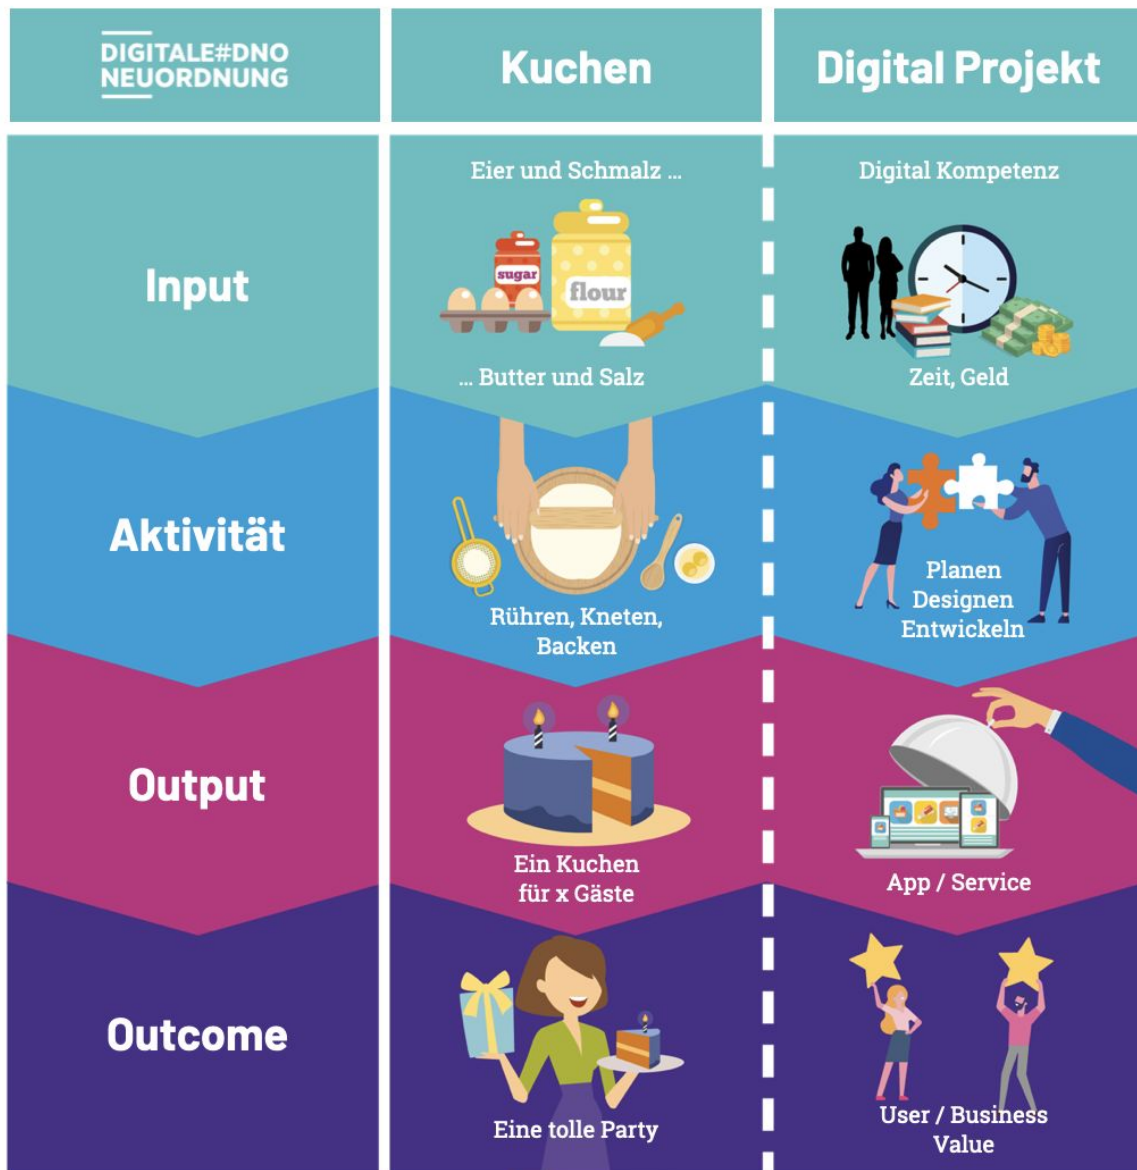 DIGITALE#DNO
NEUORDNUNG
Kuchen
Digital Projekt
Input
Eier und Schmalz ...
sugar
flour
... Butter und Salz
Digital Kompetenz
Zeit, Geld
Aktivität
Rühren, Kneten,
Backen
Planen
Designen
Entwickeln
Output
Ein Kuchen
für x Gäste
App / Service
Outcome
Eine tolle Party
User / Business
Value